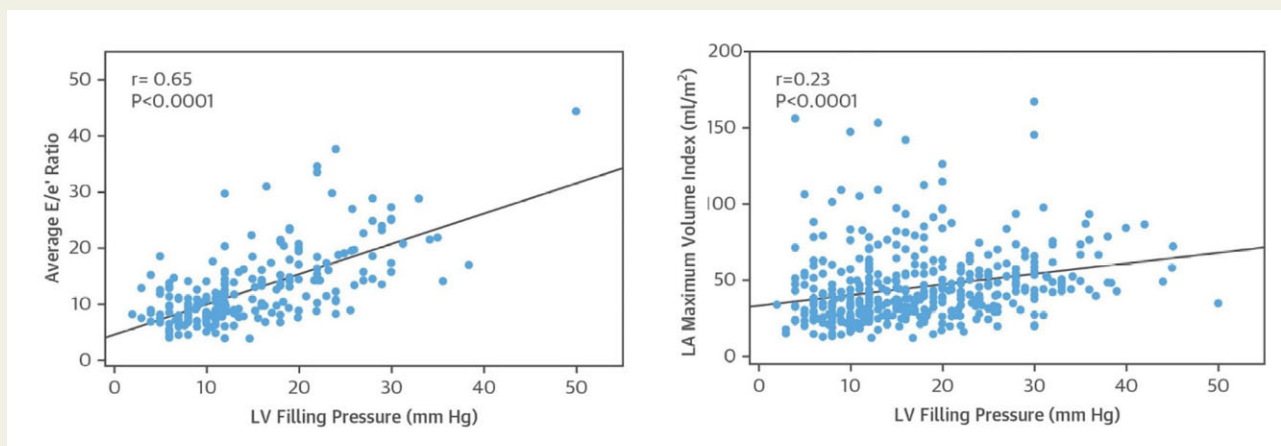 r= 0.65
P<0.0001
Average E/e' Ratio
50
40
30
20
10
0
0 10 20 30 40 50
LV Filling Pressure (mm Hg)
r=0.23
P<0.0001
LA Maximum Volume Index (ml/m²)
200
150
100
50
0
0 10 20 30 40 50
LV Filling Pressure (mm Hg)